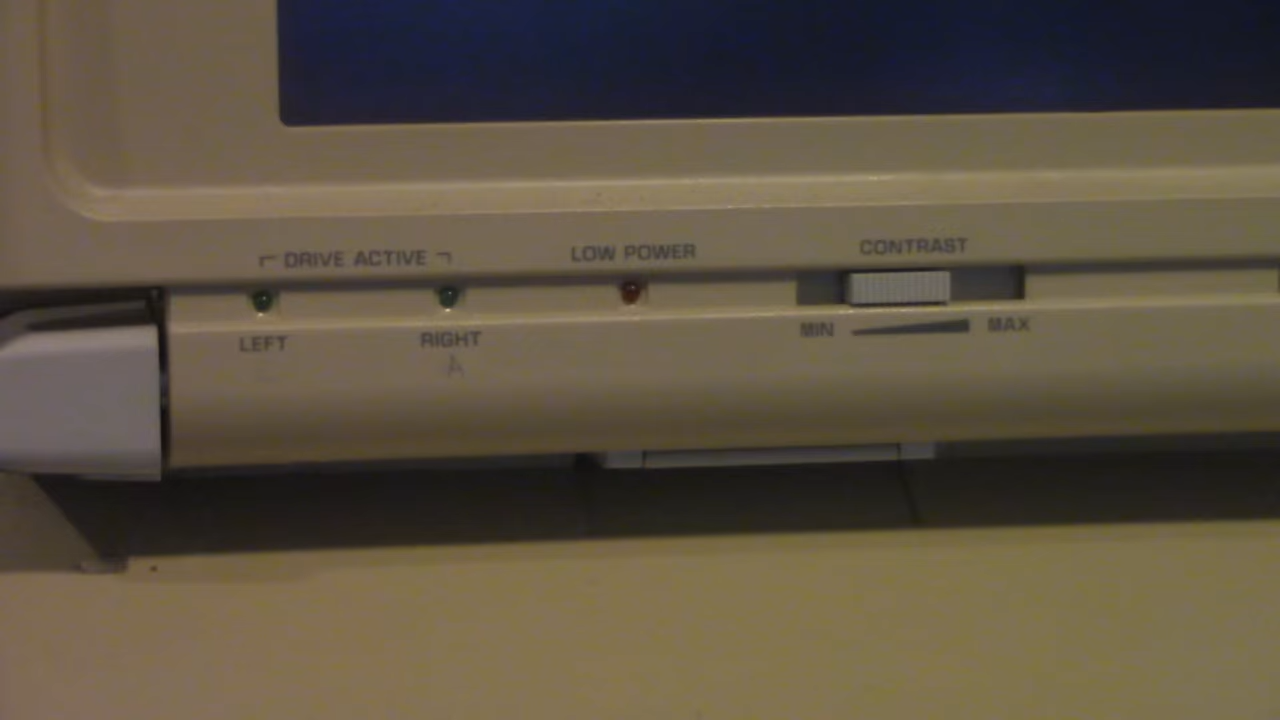 DRIVE ACTIVE
LOW POWER
CONTRAST
LEFT
RIGHT
MIN
MAX
A